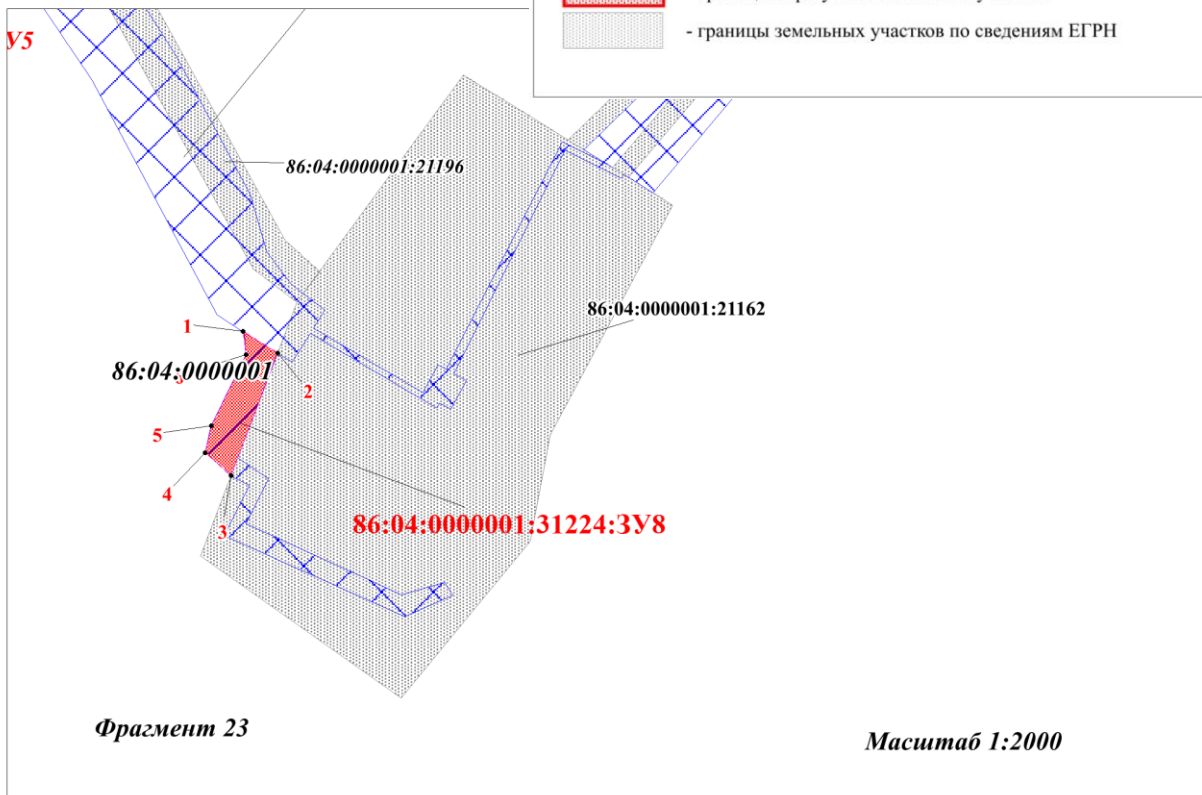 - границы земельных участков по сведениям ЕГРН
У5
86:04:0000001:21196
86:04:0000001:21162
1
86:04:0000001
2
5
4
3
86:04:0000001:31224:ЗУ8
Фрагмент 23
Масштаб 1:2000